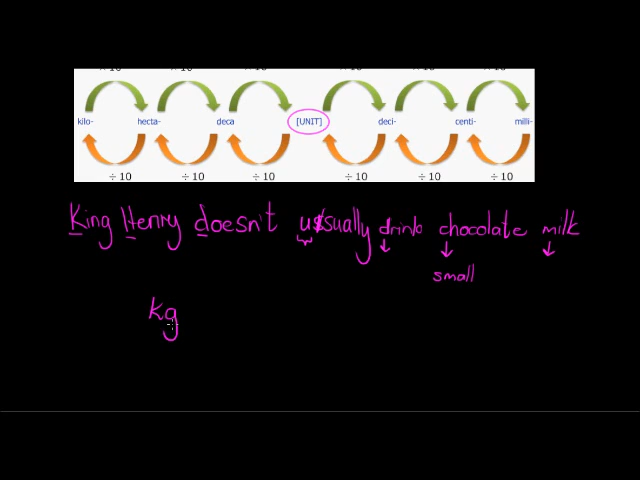 ÷ 10 ÷ 10 ÷ 10 ÷ 10 ÷ 10 ÷ 10
kilo- hecta- deca [UNIT] deci- centi- milli-
÷ 10 ÷ 10 ÷ 10 ÷ 10 ÷ 10 ÷ 10
King Henry doesn't usually drink chocolate milk
small
kg